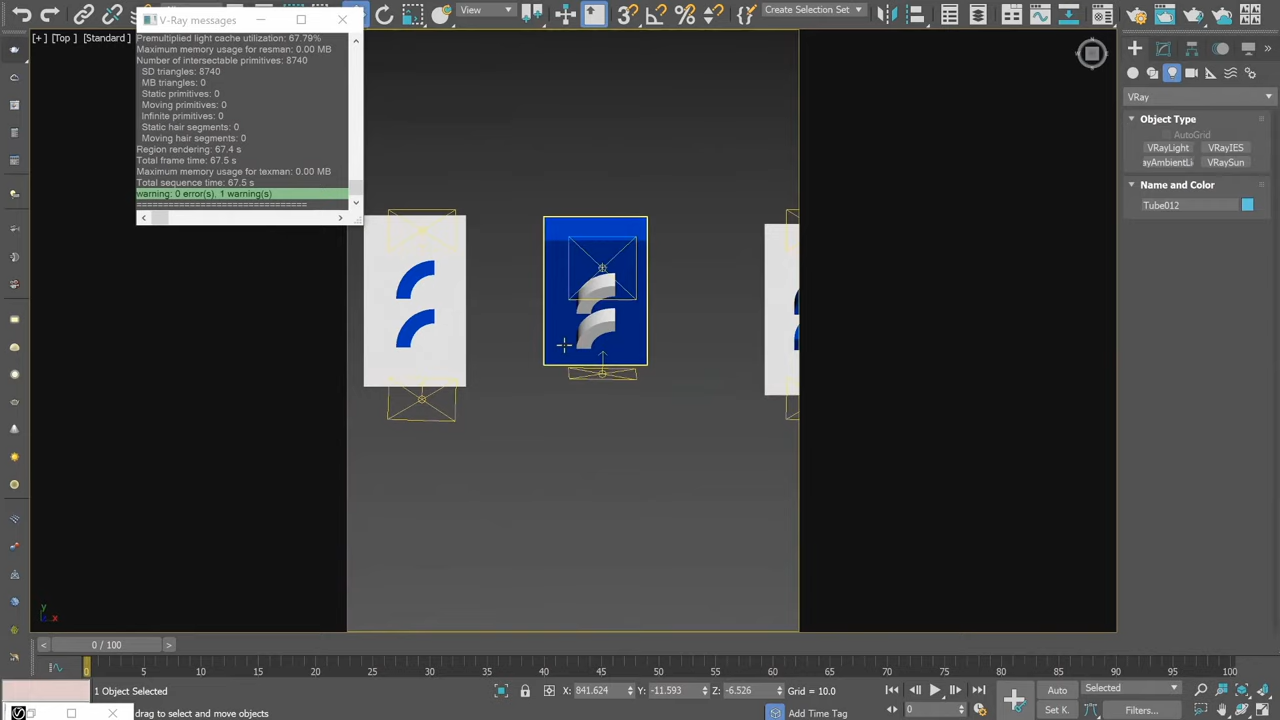 View
Create Selection Set
V-Ray messages
[+] [Top ] [Standard ]
Premultiplied light cache utilization: 67.79%
Maximum memory usage for resman: 0.00 MB
Number of intersectable primitives: 8740
SD triangles: 8740
MB triangles: 0
Static primitives: 0
Moving primitives: 0
Infinite primitives: 0
Static hair segments: 0
Moving hair segments: 0
Region rendering: 67.4 s
Total frame time: 67.5 s
Maximum memory usage for texman: 0.00 MB
Total sequence time: 67.5 s
warning: 0 error(s), 1 warning(s)
==============================
VRay
Object Type
AutoGrid
VRayLight
VRayIES
ayAmbientLi
VRaySun
Name and Color
Tube012
y
x
< 0 / 100 >
0 5 10 15 20 25 30 35 40 45 50 55 60 65 70 75 80 85 90 95 100
1 Object Selected
X: 841.624
Y: -11.593
Z: -6.526
Grid = 10.0
Auto
Selected
drag to select and move objects
Add Time Tag
0
Set K.
Filters...